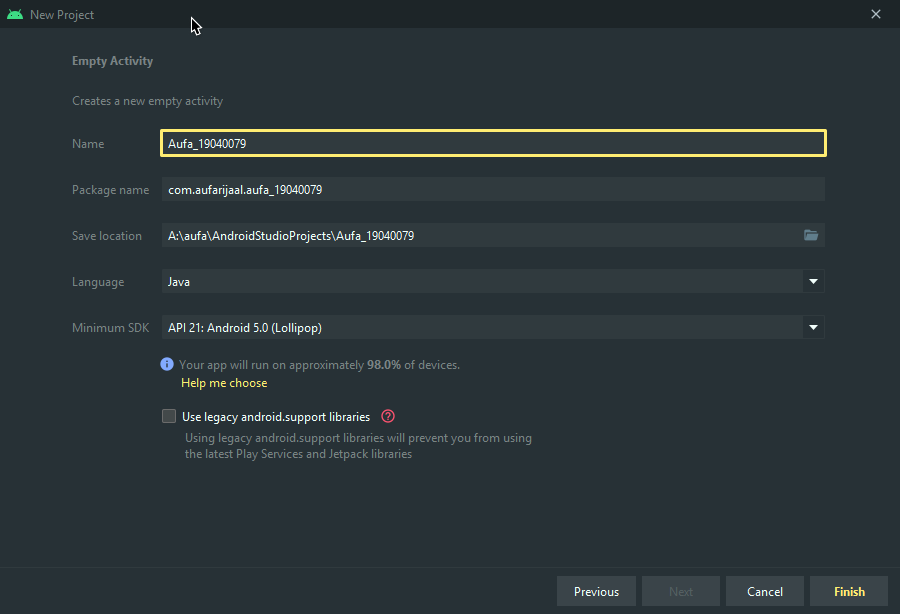 New Project
Empty Activity
Creates a new empty activity
Name Aufa_19040079
Package name com.aufarijaal.aufa_19040079
Save location A:\aufa\AndroidStudioProjects\Aufa_19040079
Language Java
Minimum SDK API 21: Android 5.0 (Lollipop)
i Your app will run on approximately 98.0% of devices.
Help me choose
Use legacy android.support libraries ?
Using legacy android.support libraries will prevent you from using
the latest Play Services and Jetpack libraries
Previous Next Cancel Finish